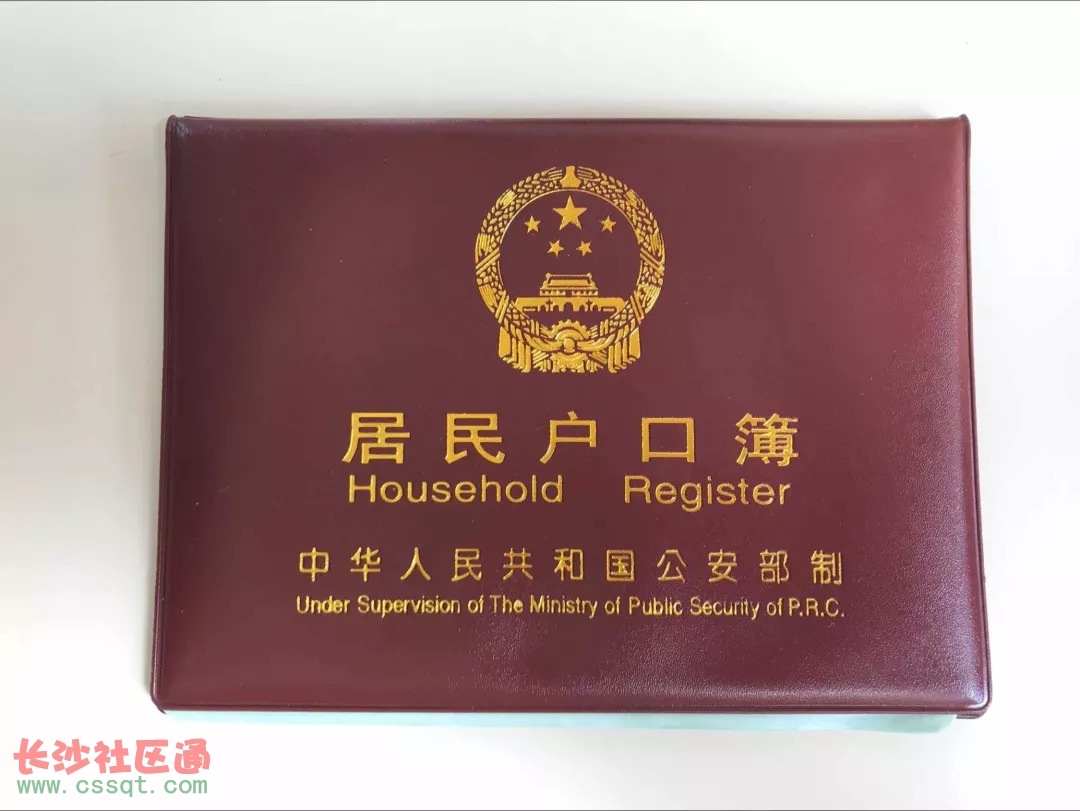 居民户口簿
Household Register
中华人民共和国公安部制
Under Supervision of The Ministry of Public Security of P.R.C.
长沙社区通
www.cssqt.com